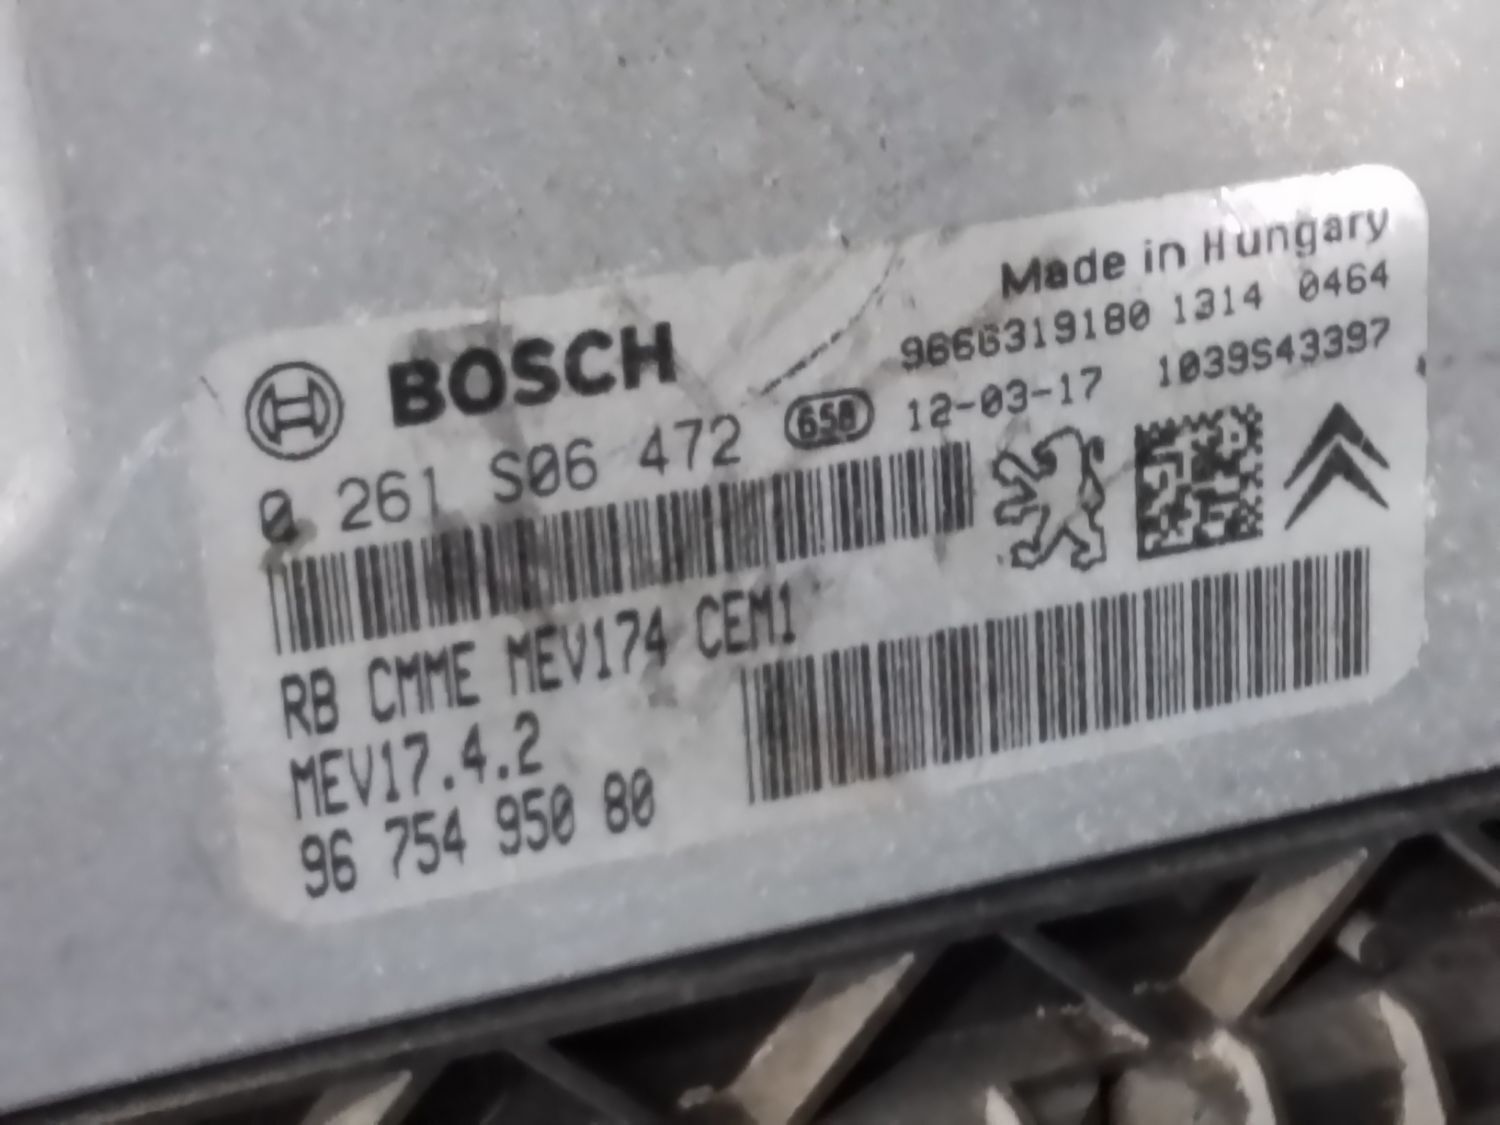 Made in Hungary
BOSCH
9666319180 1314 0464
0 261 S06 472
658
12-03-17 1039S43397
RB CMME MEV174 CEM1
MEV17.4.2
96 754 950 80